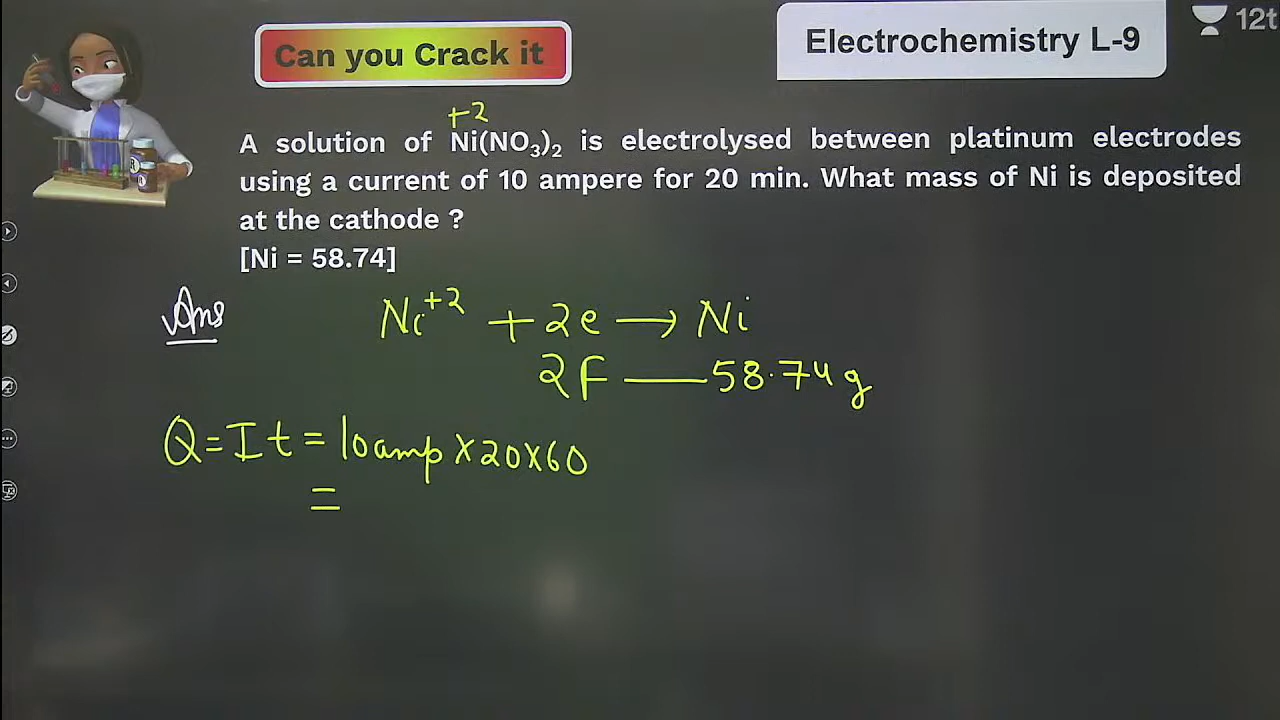 Can you Crack it
Electrochemistry L-9
12t
+2
A solution of Ni(NO₃)₂ is electrolysed between platinum electrodes
using a current of 10 ampere for 20 min. What mass of Ni is deposited
at the cathode ?
[Ni = 58.74]
Ans
Ni⁺² + 2e → Ni
2F — 58.74 g
Q = It = 10 amp × 20 × 60
=